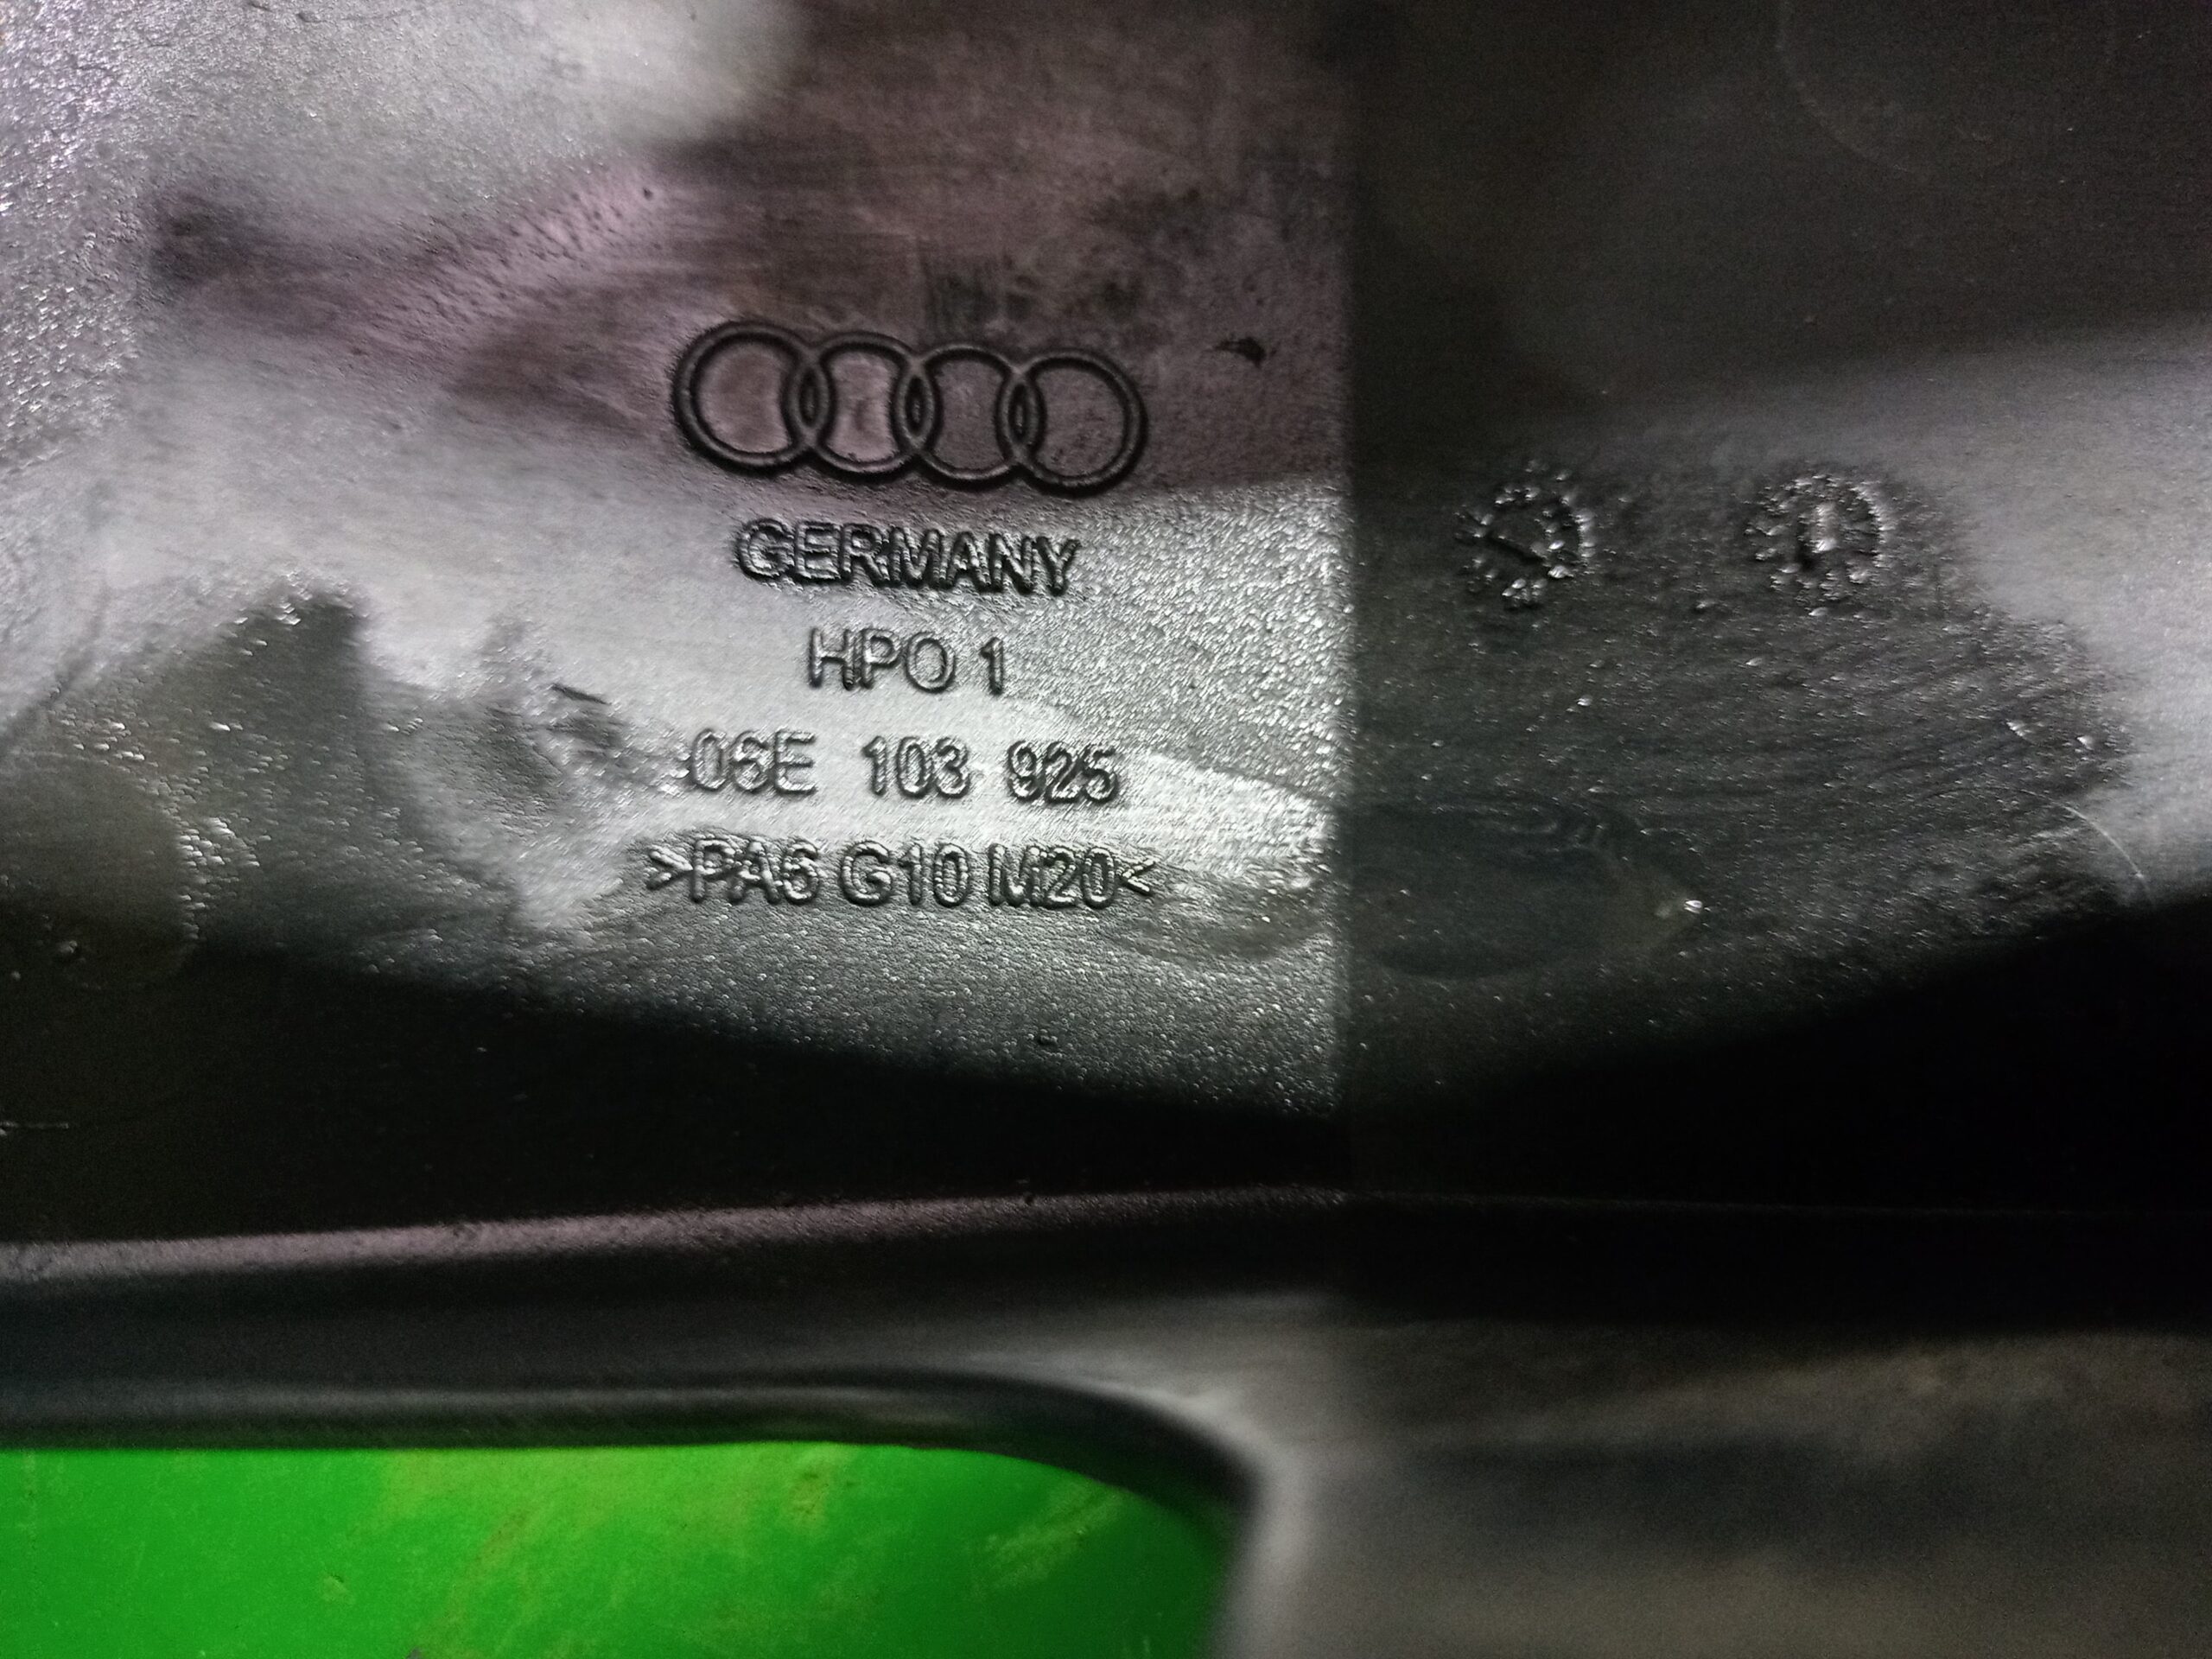 GERMANY
HPO 1
06E 103 925
>PA6 G10 M20<